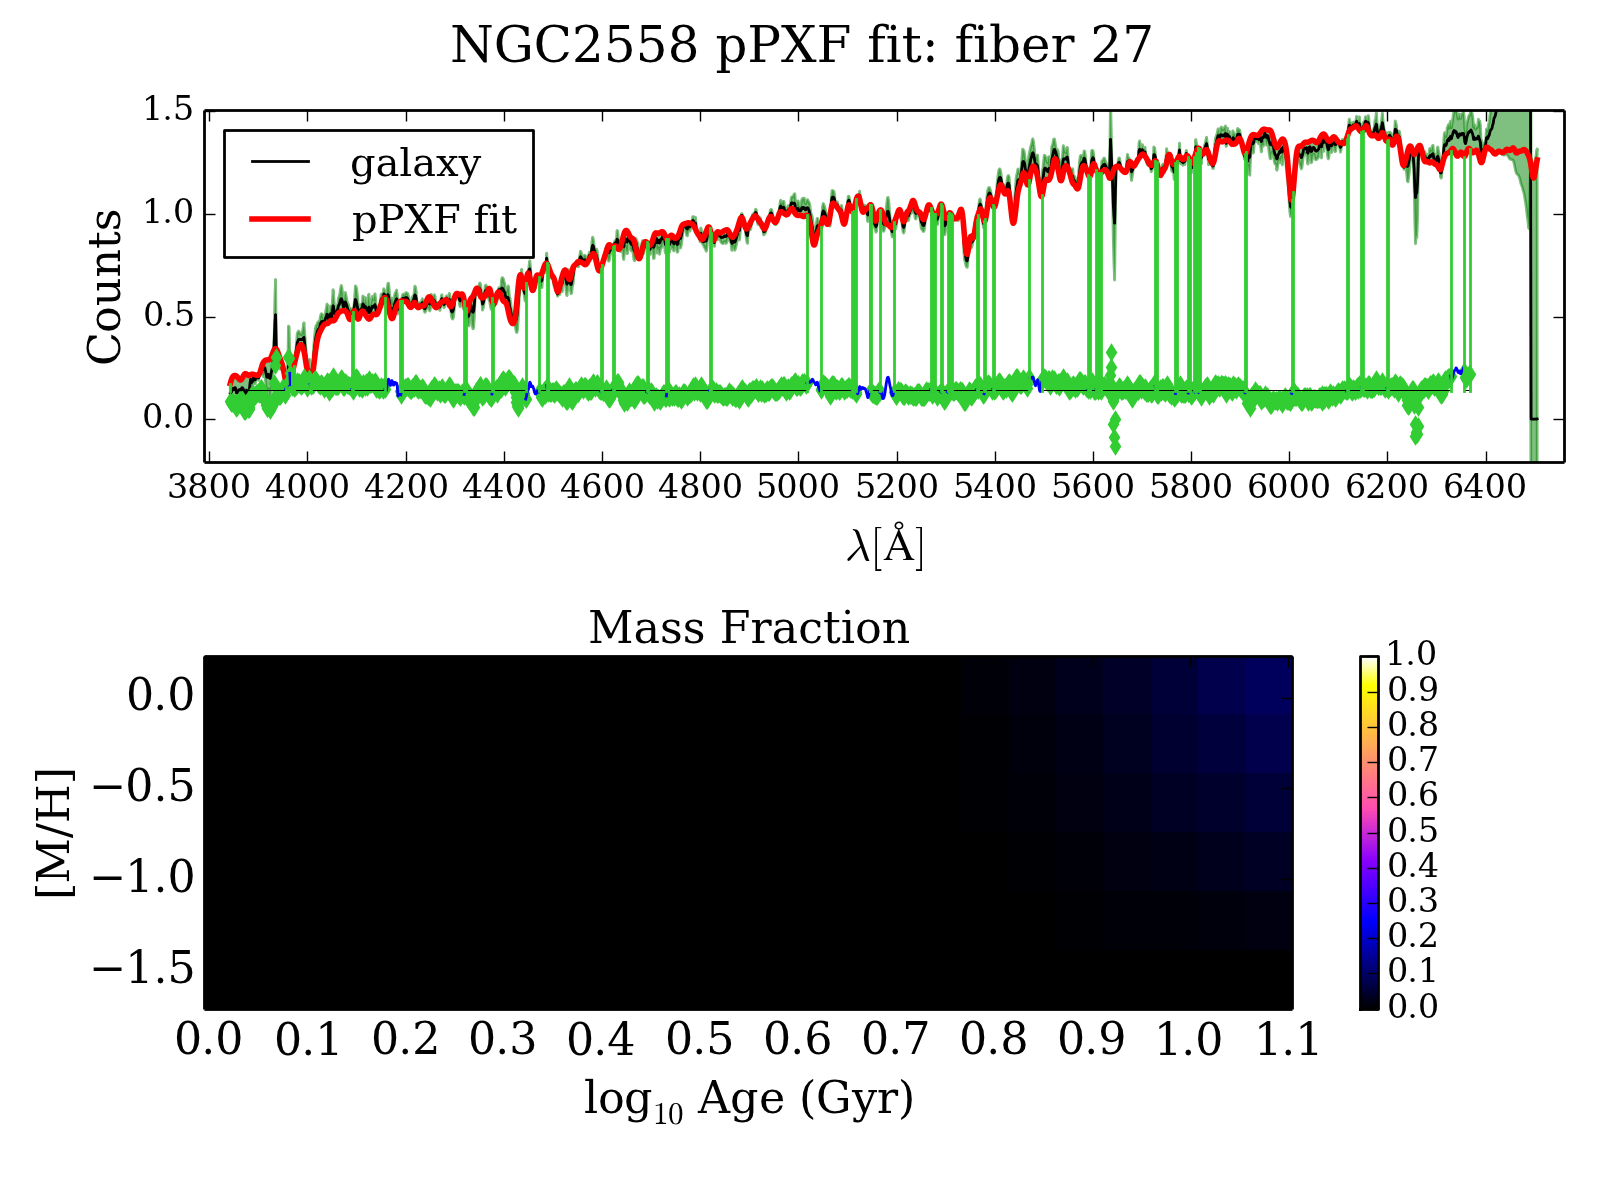 NGC2558 pPXF fit: fiber 27
1.5
1.0
0.5
0.0
Counts
galaxy
pPXF fit
3800 4000 4200 4400 4600 4800 5000 5200 5400 5600 5800 6000 6200 6400
λ[Å]
Mass Fraction
0.0
−0.5
−1.0
−1.5
[M/H]
0.0 0.1 0.2 0.3 0.4 0.5 0.6 0.7 0.8 0.9 1.0 1.1
log₁₀ Age (Gyr)
1.0
0.9
0.8
0.7
0.6
0.5
0.4
0.3
0.2
0.1
0.0